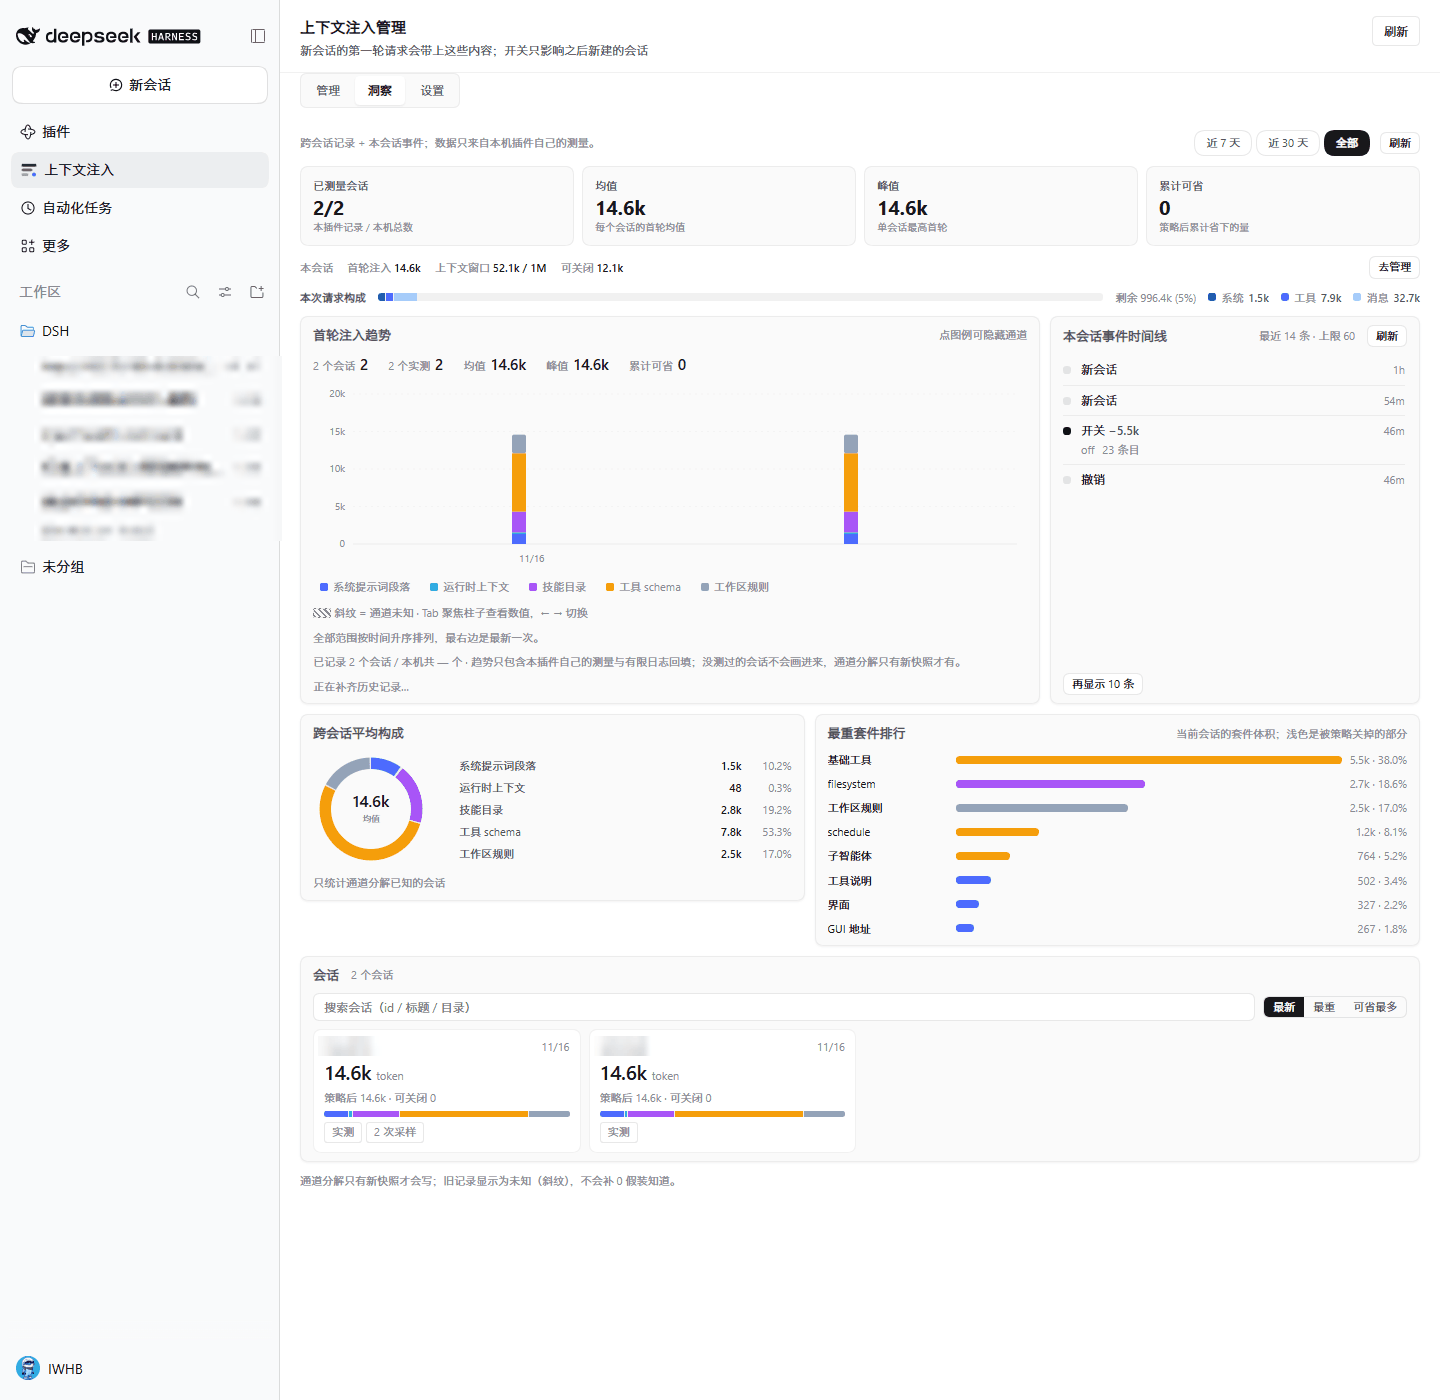 deepseek HARNESS
新会话
插件
上下文注入
自动化任务
更多
工作区
DSH
未分组
IWHB
上下文注入管理
新会话的第一轮请求会带上这些内容；开关只影响之后新建的会话
刷新
管理 洞察 设置
跨会话记录 + 本会话事件；数据只来自本机插件自己的测量。
近 7 天 近 30 天 全部 刷新
已测量会话
2/2
本插件记录 / 本机总数
均值
14.6k
每个会话的首轮均值
峰值
14.6k
单会话最高首轮
累计可省
0
策略后累计省下的量
本会话 首轮注入 14.6k 上下文窗口 52.1k / 1M 可关闭 12.1k
去管理
本次请求构成
剩余 996.4k (5%) 系统 1.5k 工具 7.9k 消息 32.7k
首轮注入趋势
点图例可隐藏通道
2 个会话 2 2 个实测 2 均值 14.6k 峰值 14.6k 累计可省 0
20k
15k
10k
5k
0
11/16
系统提示词段落 运行时上下文 技能目录 工具 schema 工作区规则
斜纹 = 通道未知 · Tab 聚焦柱子查看数值，← → 切换
全部范围按时间升序排列，最右边是最新一次。
已记录 2 个会话 / 本机共 — 个 · 趋势只包含本插件自己的测量与有限日志回填；没测过的会话不会画进来，通道分解只有新快照才有。
正在补齐历史记录...
本会话事件时间线
最近 14 条 · 上限 60 刷新
新会话 1h
新会话 54m
开关 −5.5k 46m
off 23 条目
撤销 46m
再显示 10 条
跨会话平均构成
14.6k
均值
系统提示词段落 1.5k 10.2%
运行时上下文 48 0.3%
技能目录 2.8k 19.2%
工具 schema 7.8k 53.3%
工作区规则 2.5k 17.0%
只统计通道分解已知的会话
最重套件排行
当前会话的套件体积；浅色是被策略关掉的部分
基础工具 5.5k · 38.0%
filesystem 2.7k · 18.6%
工作区规则 2.5k · 17.0%
schedule 1.2k · 8.1%
子智能体 764 · 5.2%
工具说明 502 · 3.4%
界面 327 · 2.2%
GUI 地址 267 · 1.8%
会话 2 个会话
搜索会话（id / 标题 / 目录）
最新 最重 可省最多
11/16
14.6k token
策略后 14.6k · 可关闭 0
实测 2 次采样
11/16
14.6k token
策略后 14.6k · 可关闭 0
实测
通道分解只有新快照才会写；旧记录显示为未知（斜纹），不会补 0 假装知道。